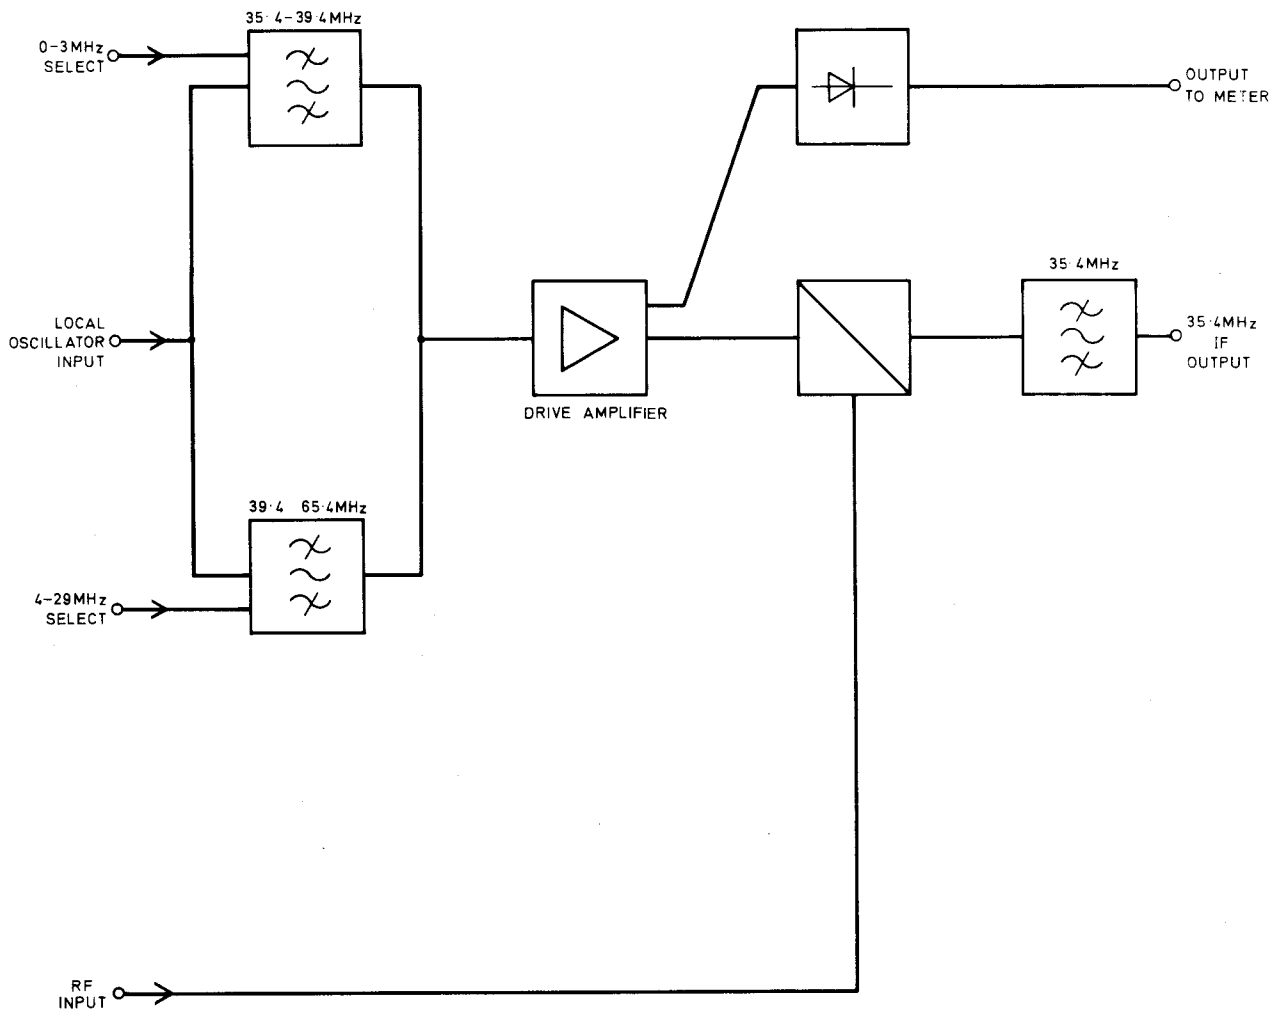 35·4-39·4MHz
0-3MHz
SELECT
OUTPUT
TO METER
35·4MHz
LOCAL
OSCILLATOR
INPUT
35·4MHz
IF
OUTPUT
DRIVE AMPLIFIER
39·4 65·4MHz
4-29MHz
SELECT
RF
INPUT